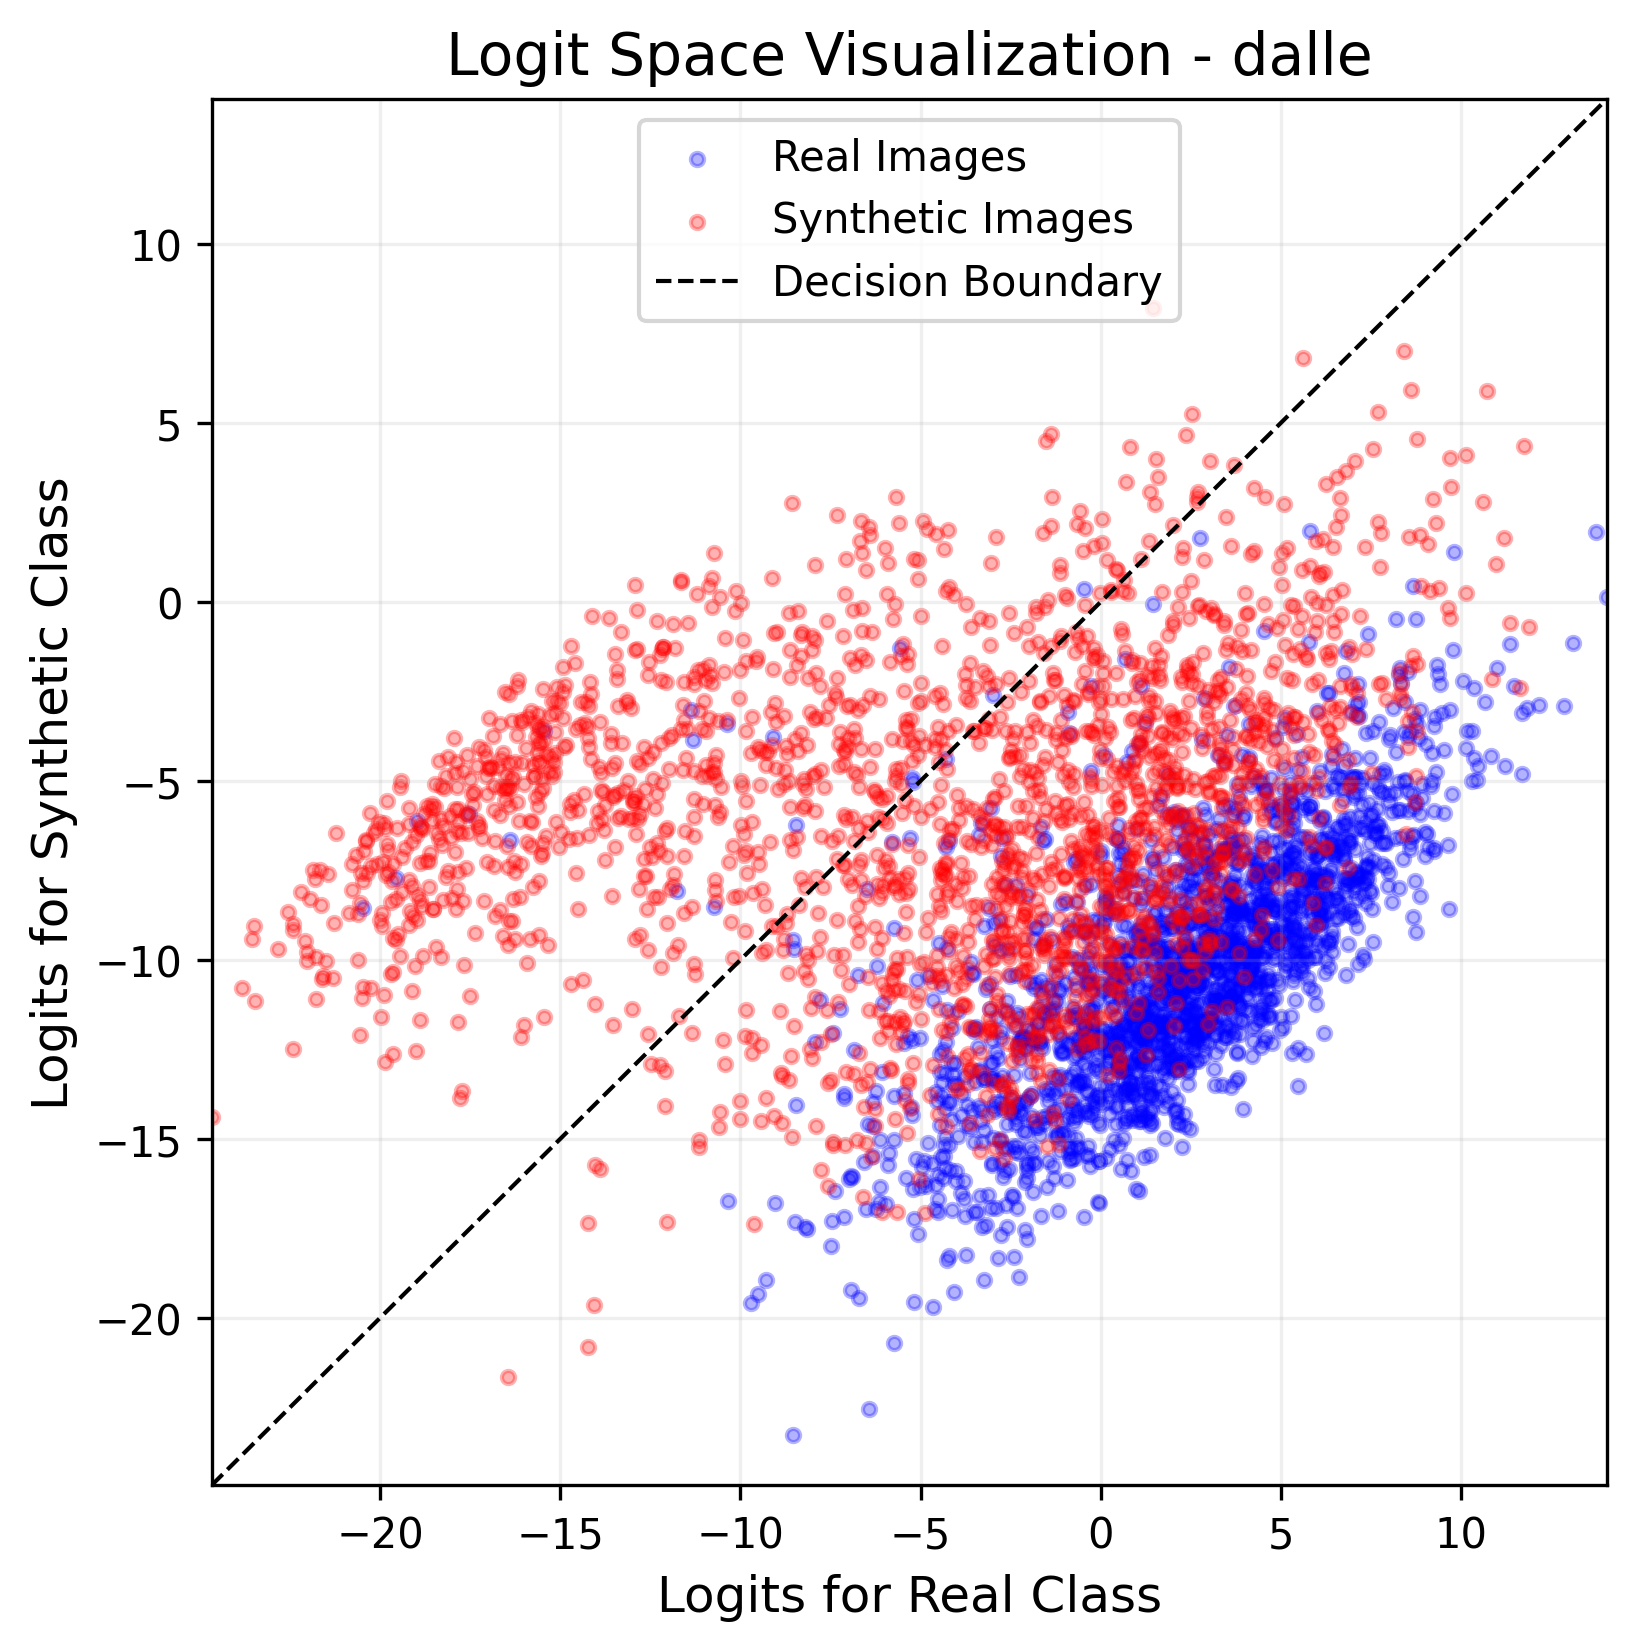 Logit Space Visualization - dalle
Real Images
Synthetic Images
Decision Boundary
Logits for Synthetic Class
10
5
0
−5
−10
−15
−20
−20
−15
−10
−5
0
5
10
Logits for Real Class